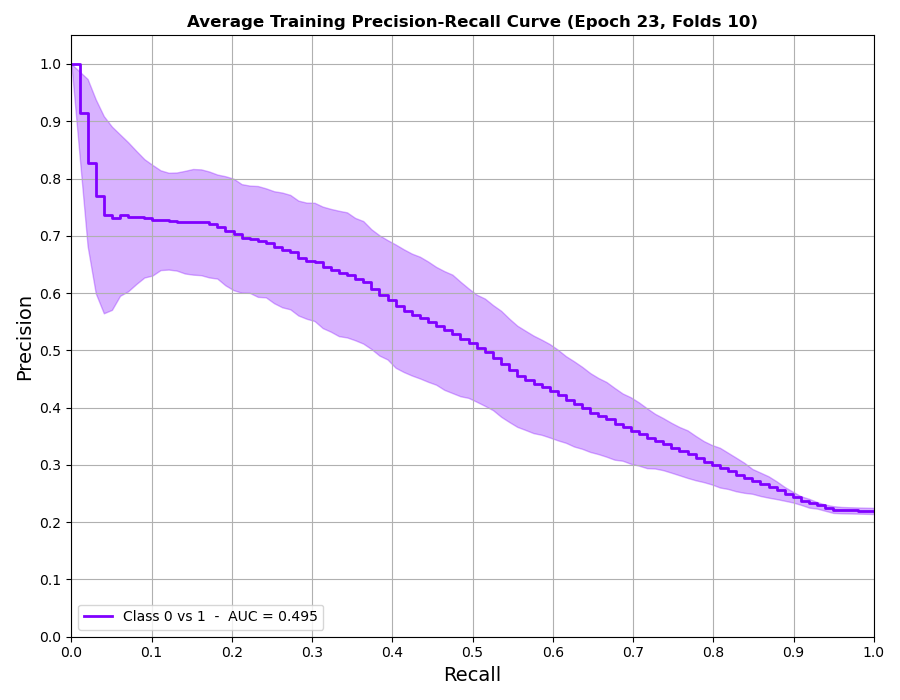 Average Training Precision-Recall Curve (Epoch 23, Folds 10)
Precision
1.0
0.9
0.8
0.7
0.6
0.5
0.4
0.3
0.2
0.1
0.0
Class 0 vs 1 - AUC = 0.495
0.0 0.1 0.2 0.3 0.4 0.5 0.6 0.7 0.8 0.9 1.0
Recall